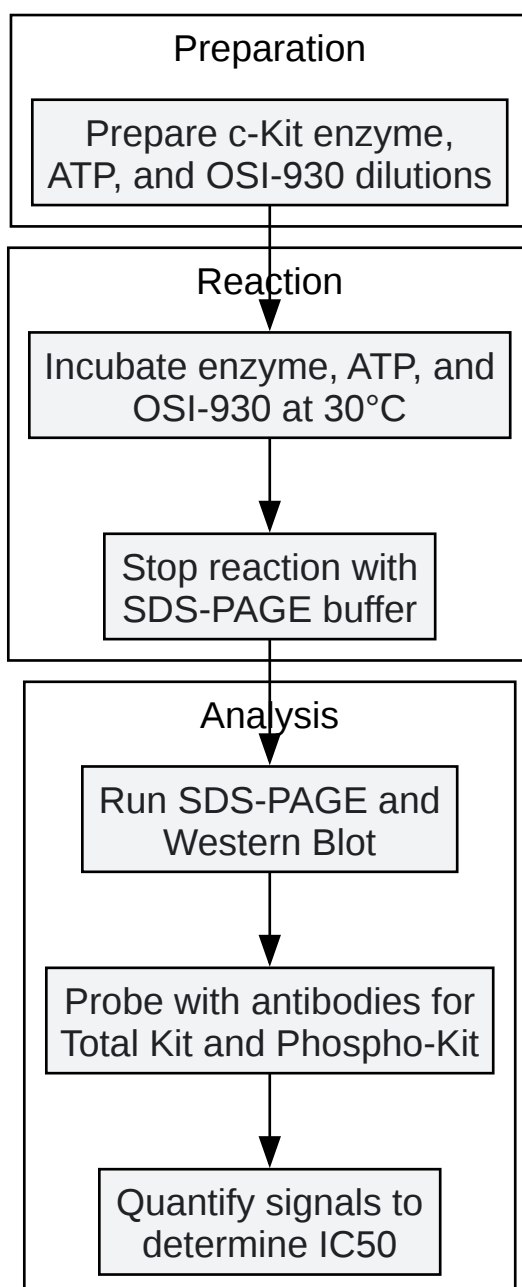 Preparation
Prepare c-Kit enzyme,
ATP, and OSI-930 dilutions
Reaction
Incubate enzyme, ATP, and
OSI-930 at 30°C
Stop reaction with
SDS-PAGE buffer
Analysis
Run SDS-PAGE and
Western Blot
Probe with antibodies for
Total Kit and Phospho-Kit
Quantify signals to
determine IC50